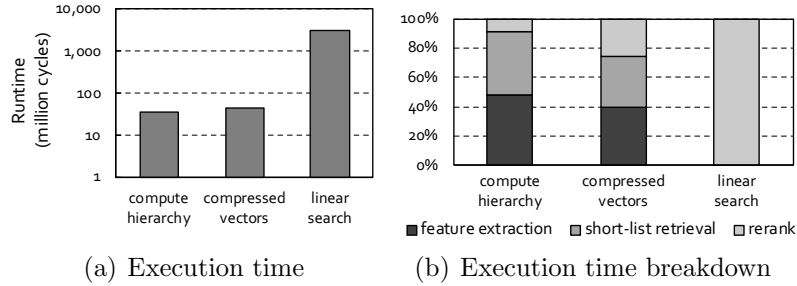 Runtime
(million cycles)
10,000
1,000
100
10
1
compute
hierarchy
compressed
vectors
linear
search
(a) Execution time
100%
80%
60%
40%
20%
0%
compute
hierarchy
compressed
vectors
linear
search
feature extraction
short-list retrieval
rerank
(b) Execution time breakdown